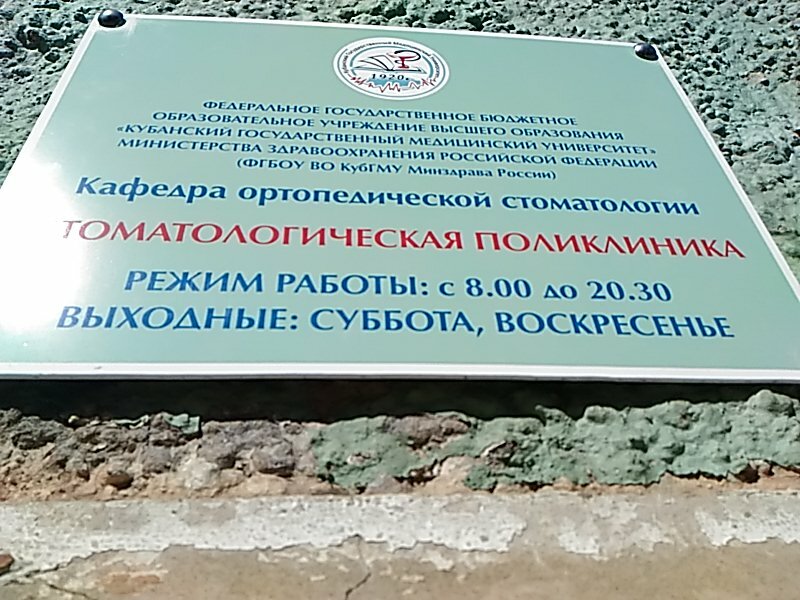 1920г.
ФЕДЕРАЛЬНОЕ ГОСУДАРСТВЕННОЕ БЮДЖЕТНОЕ
ОБРАЗОВАТЕЛЬНОЕ УЧРЕЖДЕНИЕ ВЫСШЕГО ОБРАЗОВАНИЯ
«КУБАНСКИЙ ГОСУДАРСТВЕННЫЙ МЕДИЦИНСКИЙ УНИВЕРСИТЕТ»
МИНИСТЕРСТВА ЗДРАВООХРАНЕНИЯ РОССИЙСКОЙ ФЕДЕРАЦИИ
(ФГБОУ ВО КубГМУ Минздрава России)
Кафедра ортопедической стоматологии
ТОМАТОЛОГИЧЕСКАЯ ПОЛИКЛИНИКА
РЕЖИМ РАБОТЫ: с 8.00 до 20.30
ВЫХОДНЫЕ: СУББОТА, ВОСКРЕСЕНЬЕ